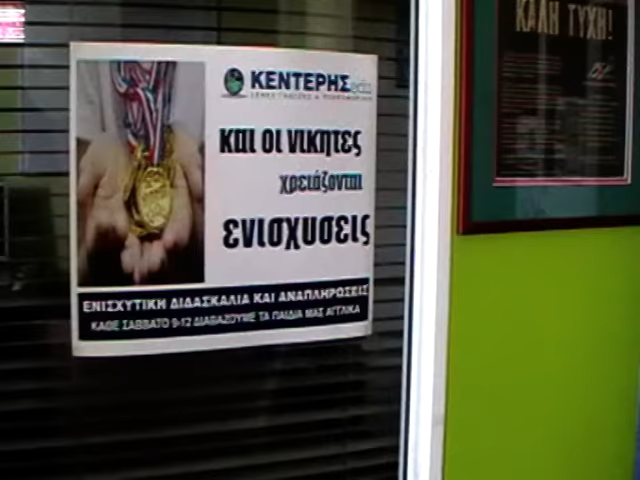 ΚΕΝΤΕΡΗΣ
και οι νικητες
χρειάζονται
ενισχυσεις
ΕΝΙΣΧΥΤΙΚΗ ΔΙΔΑΣΚΑΛΙΑ ΚΑΙ ΑΝΑΠΛΗΡΩΣΕΙΣ
ΚΑΘΕ ΣΑΒΒΑΤΟ 9-12 ΔΙΑΒΑΖΟΥΜΕ ΤΑ ΠΑΙΔΙΑ ΜΑΣ ΑΓΓΛΙΚΑ
ΚΑΛΗ ΤΥΧΗ!